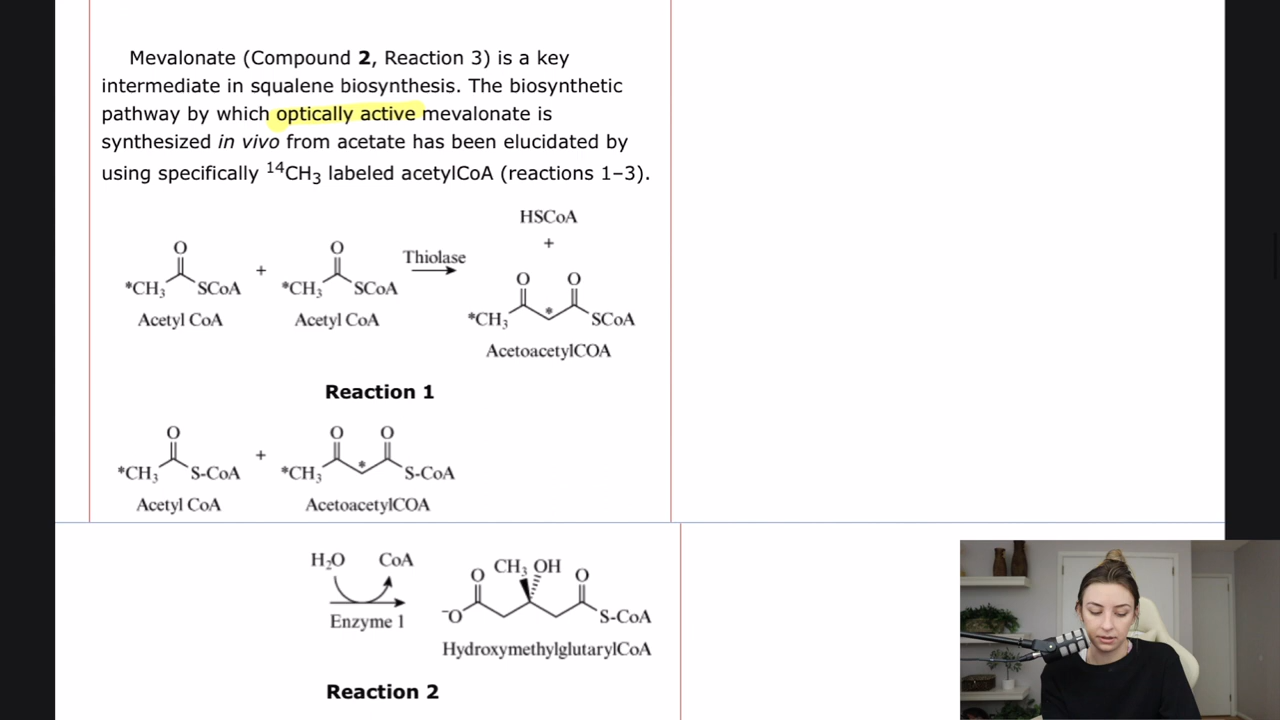 Mevalonate (Compound 2, Reaction 3) is a key
intermediate in squalene biosynthesis. The biosynthetic
pathway by which optically active mevalonate is
synthesized in vivo from acetate has been elucidated by
using specifically ¹⁴CH₃ labeled acetylCoA (reactions 1–3).
HSCoA
+
O O Thiolase O O
*CH₃ SCoA + *CH₃ SCoA *CH₃ * SCoA
Acetyl CoA Acetyl CoA AcetoacetylCOA
Reaction 1
O O O
*CH₃ S-CoA + *CH₃ * S-CoA
Acetyl CoA AcetoacetylCOA
H₂O CoA O CH₃ OH O
Enzyme 1 ⁻O S-CoA
HydroxymethylglutarylCoA
Reaction 2